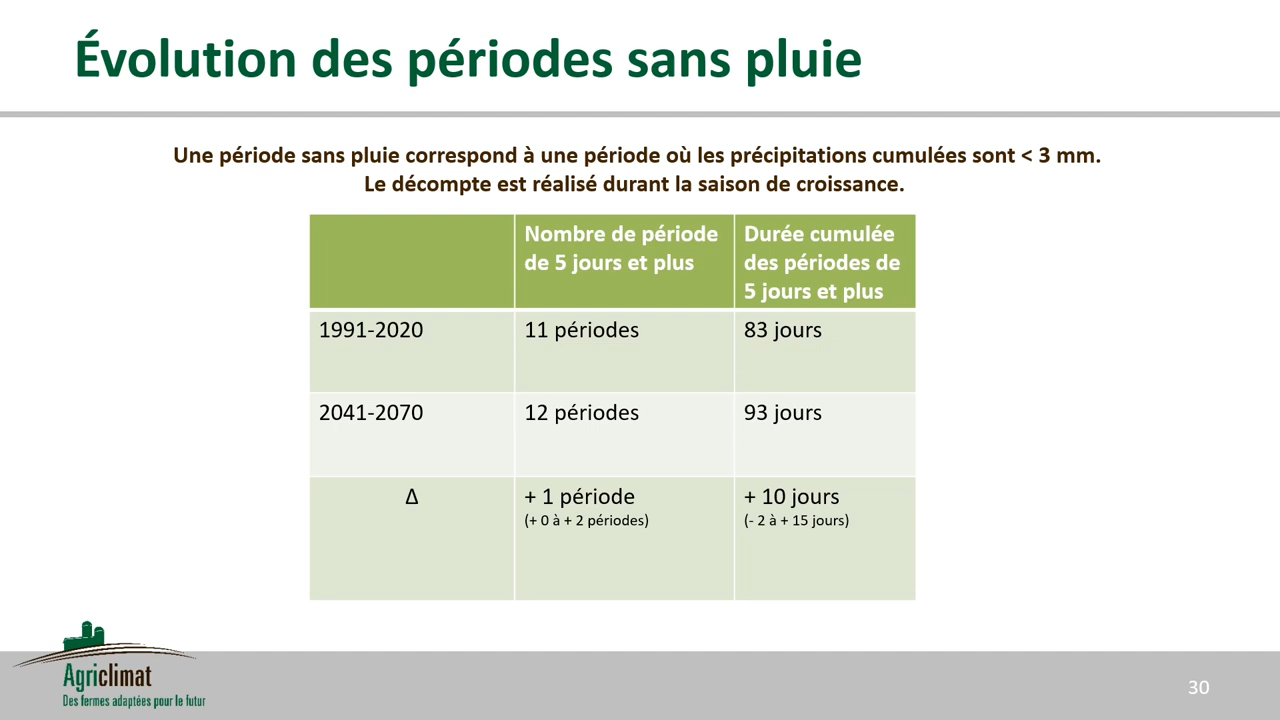 Évolution des périodes sans pluie
Une période sans pluie correspond à une période où les précipitations cumulées sont < 3 mm.
Le décompte est réalisé durant la saison de croissance.
Nombre de période
de 5 jours et plus
Durée cumulée
des périodes de
5 jours et plus
1991-2020
11 périodes
83 jours
2041-2070
12 périodes
93 jours
Δ
+ 1 période
(+ 0 à + 2 périodes)
+ 10 jours
(- 2 à + 15 jours)
Agriclimat
Des fermes adaptées pour le futur
30